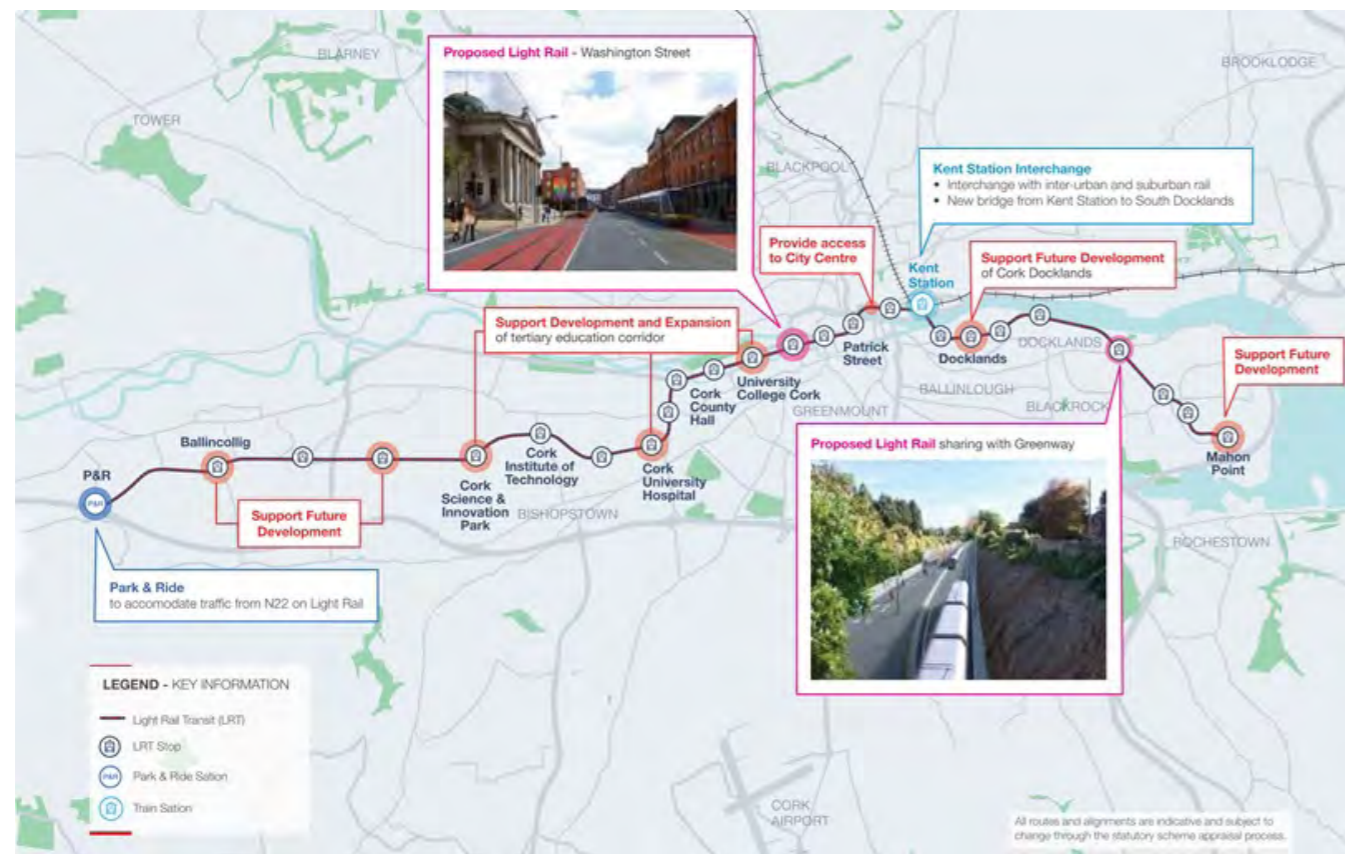 BLARNEY
BROOKLODGE
TOWER
Proposed Light Rail - Washington Street
BLACKPOOL
Kent Station Interchange
• Interchange with inter-urban and suburban rail
• New bridge from Kent Station to South Docklands
Provide access
to City Centre
Kent
Station
Support Future Development
of Cork Docklands
Support Development and Expansion
of tertiary education corridor
Patrick
Street
Docklands
DOCKLANDS
Support Future
Development
University
College Cork
Cork
County
Hall
GREENMOUNT
BALLINLOUGH
BLACKROCK
Ballincollig
P&R
P&R
Cork
Institute of
Technology
Cork
University
Hospital
Cork
Science &
Innovation
Park
BISHOPSTOWN
Support Future
Development
Mahon
Point
Proposed Light Rail sharing with Greenway
ROCHESTOWN
Park & Ride
to accomodate traffic from N22 on Light Rail
LEGEND - KEY INFORMATION
Light Rail Transit (LRT)
LRT Stop
P&R
Park & Ride Sation
Train Sation
CORK
AIRPORT
All routes and alignments are indicative and subject to
change through the statutory scheme appraisal process.